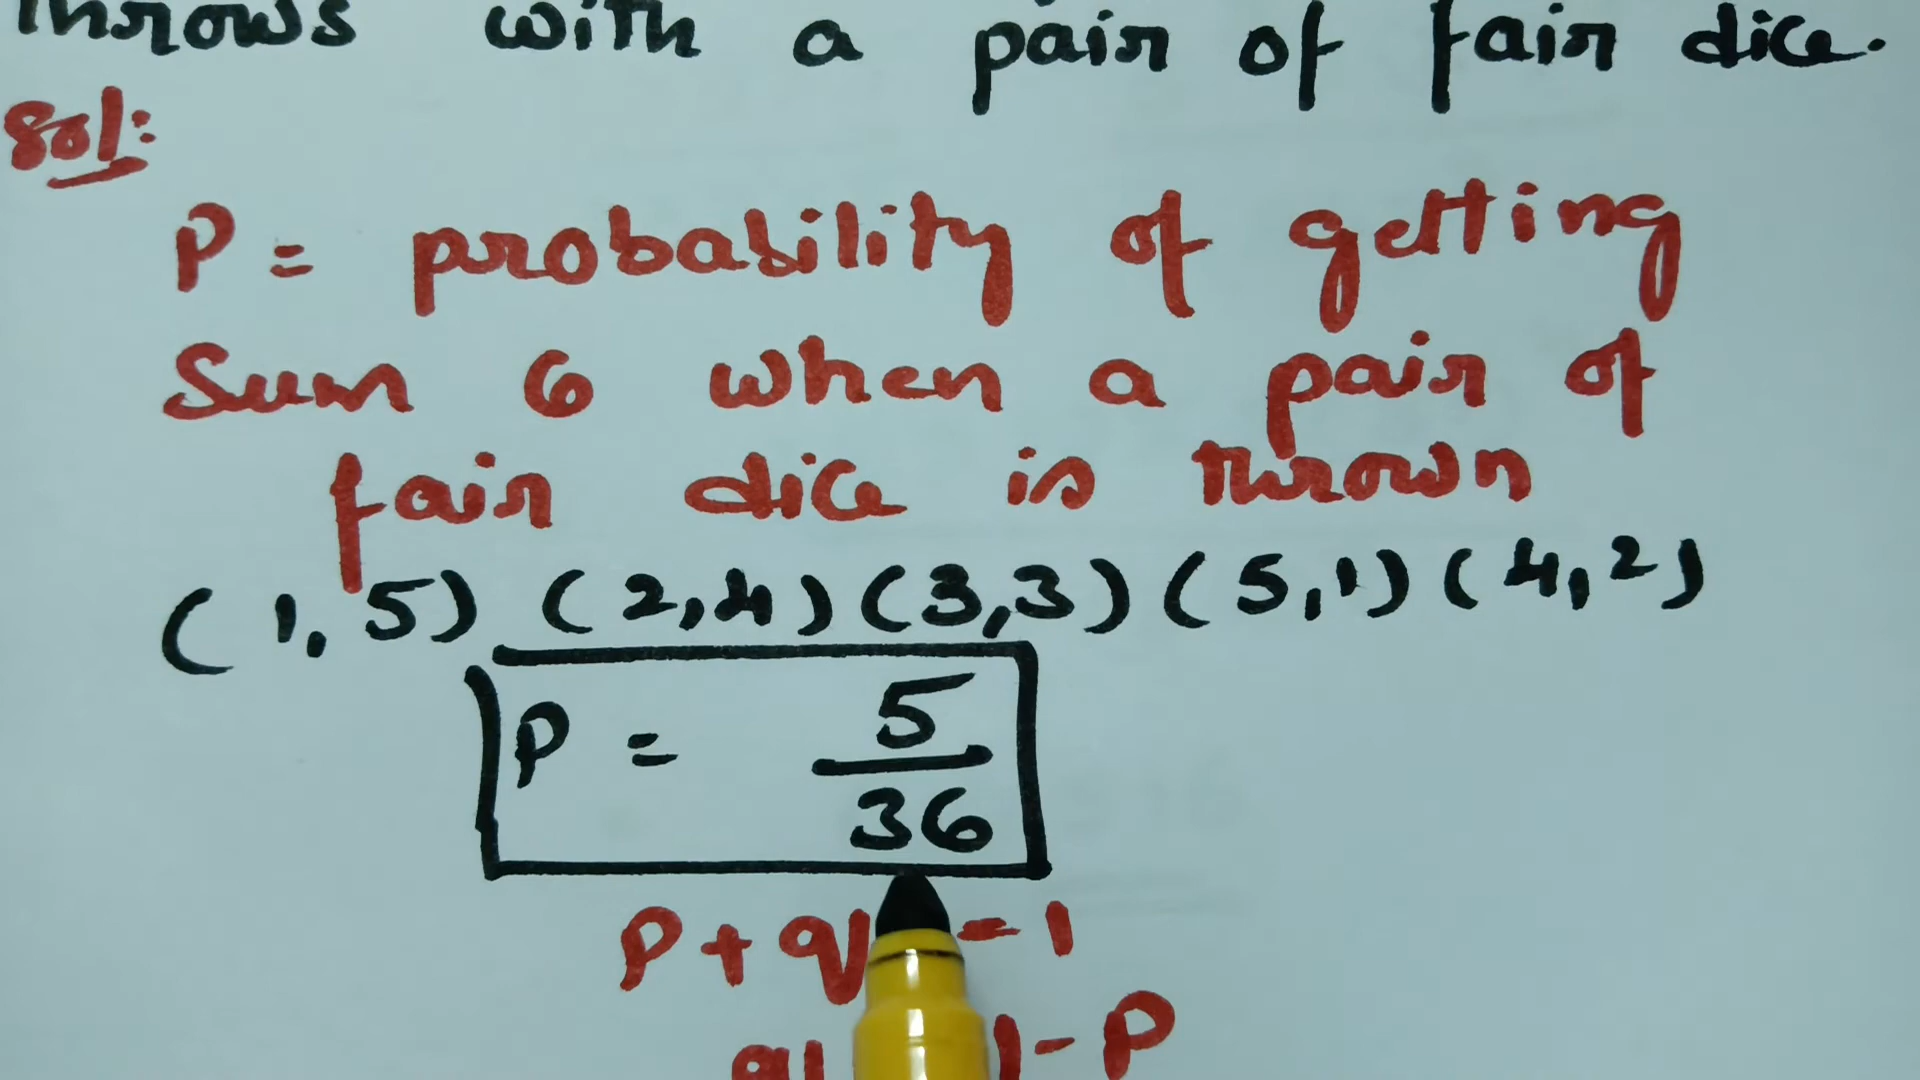 throws with a pair of fair dice.
Sol:
P = probability of getting
Sum 6 when a pair of
fair dice is thrown
(1,5) (2,4) (3,3) (5,1) (4,2)
P = 5/36
P + q = 1
q 1 - P